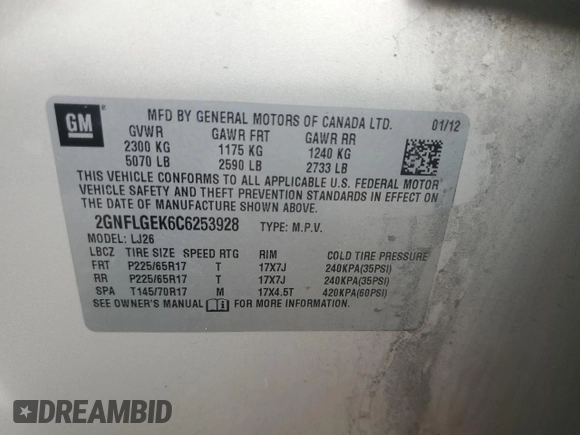 GM
MFD BY GENERAL MOTORS OF CANADA LTD. 01/12
GVWR GAWR FRT GAWR RR
2300 KG 1175 KG 1240 KG
5070 LB 2590 LB 2733 LB
THIS VEHICLE CONFORMS TO ALL APPLICABLE U.S. FEDERAL MOTOR
VEHICLE SAFETY AND THEFT PREVENTION STANDARDS IN EFFECT ON
THE DATE OF MANUFACTURE SHOWN ABOVE.
2GNFLGEK6C6253928 TYPE: M.P.V.
MODEL: LJ26
LBCZ TIRE SIZE SPEED RTG RIM COLD TIRE PRESSURE
FRT P225/65R17 T 17X7J 240KPA(35PSI)
RR P225/65R17 T 17X7J 240KPA(35PSI)
SPA T145/70R17 M 17X4.5T 420KPA(60PSI)
SEE OWNER'S MANUAL FOR MORE INFORMATION
DREAMBID